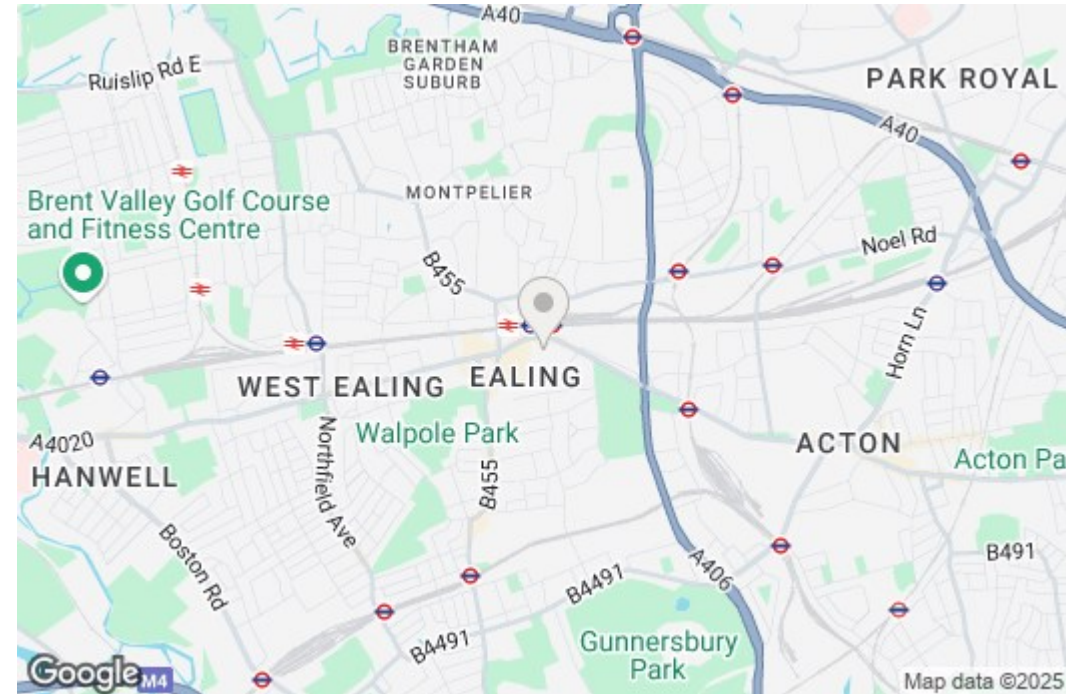 A40
BRENTHAM
GARDEN
SUBURB
Ruislip Rd E
PARK ROYAL
A40
MONTPELIER
Brent Valley Golf Course
and Fitness Centre
Noel Rd
B455
Horn Ln
EALING
WEST EALING
Walpole Park
A4020
ACTON
Acton Pa
HANWELL
Northfield Ave
B455
Boston Rd
B491
A406
B4491
B4491
Gunnersbury
Park
Google
M4
Map data ©2025